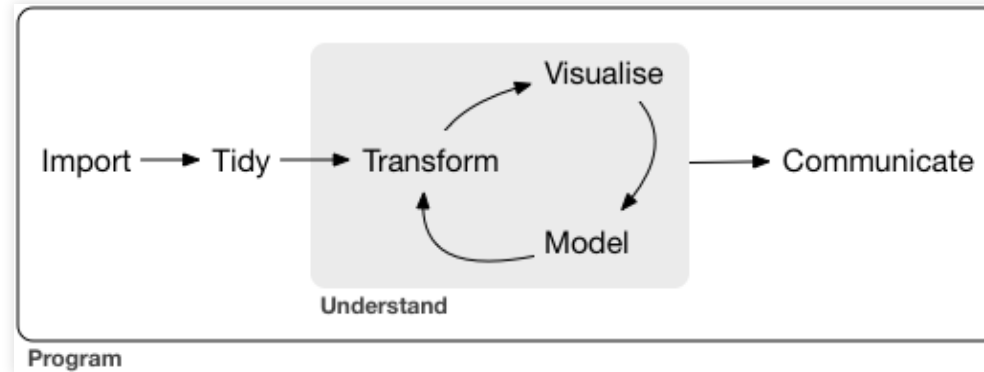 Visualise
Import
Tidy
Transform
Communicate
Model
Understand
Program